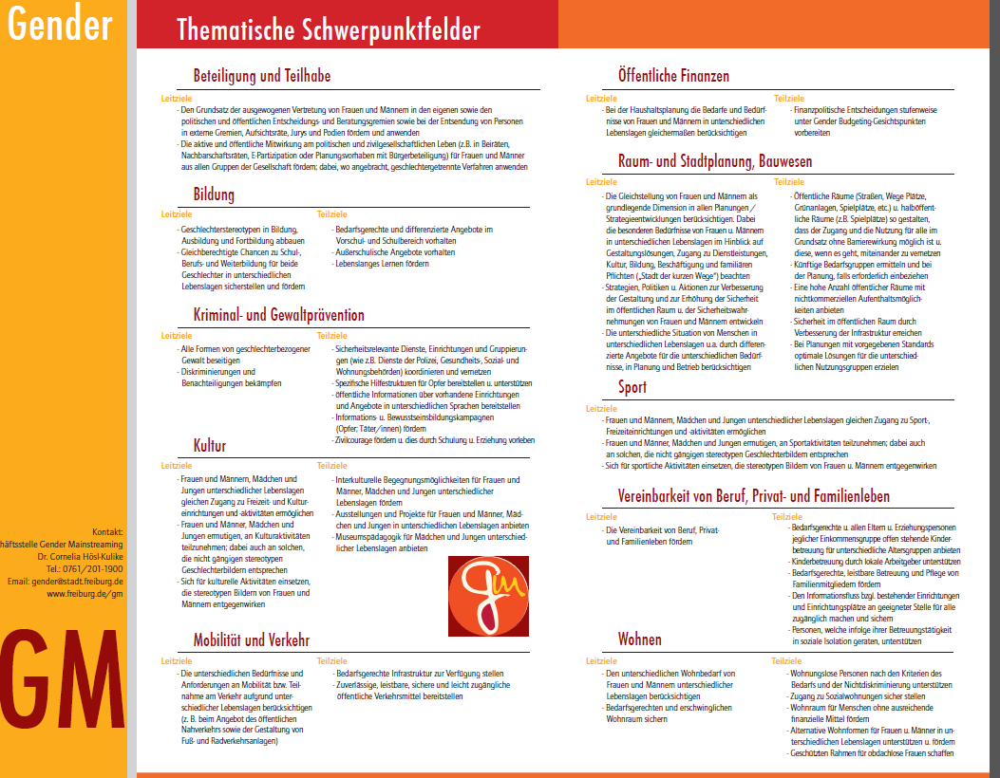 Gender
Thematische Schwerpunktfelder
Beteiligung und Teilhabe
Leitziele
- Den Grundsatz der ausgewogenen Vertretung von Frauen und Männern in den eigenen sowie den
politischen und öffentlichen Entscheidungs- und Beratungsgremien sowie bei der Entsendung von Personen
in externe Gremien, Aufsichtsräte, Jurys und Podien fördern und anwenden
- Die aktive und öffentliche Mitwirkung am politischen und zivilgesellschaftlichen Leben (z.B. in Beiräten,
Nachbarschaftsräten, E-Partizipation oder Planungsvorhaben mit Bürgerbeteiligung) für Frauen und Männer
aus allen Gruppen der Gesellschaft fördern; dabei, wo angebracht, geschlechtergetrennte Verfahren anwenden
Bildung
Leitziele
- Geschlechterstereotypen in Bildung,
Ausbildung und Fortbildung abbauen
- Gleichberechtigte Chancen zu Schul-,
Berufs- und Weiterbildung für beide
Geschlechter in unterschiedlichen
Lebenslagen sicherstellen und fördern
Teilziele
- Bedarfsgerechte und differenzierte Angebote im
Vorschul- und Schulbereich vorhalten
- Außerschulische Angebote vorhalten
- Lebenslanges Lernen fördern
Kriminal- und Gewaltprävention
Leitziele
- Alle Formen von geschlechterbezogener
Gewalt beseitigen
- Diskriminierungen und
Benachteiligungen bekämpfen
Teilziele
- Sicherheitsrelevante Dienste, Einrichtungen und Gruppierun-
gen (wie z.B. Dienste der Polizei, Gesundheits-, Sozial- und
Wohnungsbehörden) koordinieren und vernetzen
- Spezifische Hilfestrukturen für Opfer bereitstellen u. unterstützen
- öffentliche Informationen über vorhandene Einrichtungen
und Angebote in unterschiedlichen Sprachen bereitstellen
- Informations- u. Bewusstseinsbildungskampagnen
(Opfer, Täter/innen) fördern
- Zivilcourage fördern u. dies durch Schulung u. Erziehung vorleben
Kultur
Leitziele
- Frauen und Männern, Mädchen und
Jungen unterschiedlicher Lebenslagen
gleichen Zugang zu Freizeit- und Kultur-
einrichtungen und -aktivitäten ermöglichen
- Frauen und Männer, Mädchen und
Jungen ermutigen, an Kulturaktivitäten
teilzunehmen; dabei auch an solchen,
die nicht gängigen stereotypen
Geschlechterbildern entsprechen
- Sich für kulturelle Aktivitäten einsetzen,
die stereotypen Bildern von Frauen und
Männern entgegenwirken
Teilziele
- Interkulturelle Begegnungsmöglichkeiten für Frauen und
Männer, Mädchen und Jungen unterschiedlicher
Lebenslagen fördern
- Ausstellungen und Projekte für Frauen und Männer, Mäd-
chen und Jungen in unterschiedlichen Lebenslagen anbieten
- Museumspädagogik für Mädchen und Jungen unterschied-
licher Lebenslagen anbieten
gm
Mobilität und Verkehr
Leitziele
- Die unterschiedlichen Bedürfnisse und
Anforderungen an Mobilität bzw. Teil-
nahme am Verkehr aufgrund unter-
schiedlicher Lebenslagen berücksichtigen
(z. B. beim Angebot des öffentlichen
Nahverkehrs sowie der Gestaltung von
Fuß- und Radverkehrsanlagen)
Teilziele
- Bedarfsgerechte Infrastruktur zur Verfügung stellen
- Zuverlässige, leistbare, sichere und leicht zugängliche
öffentliche Verkehrsmittel bereitstellen
Öffentliche Finanzen
Leitziele
- Bei der Haushaltsplanung die Bedarfe und Bedürf-
nisse von Frauen und Männern in unterschiedlichen
Lebenslagen gleichermaßen berücksichtigen
Teilziele
- Finanzpolitische Entscheidungen stufenweise
unter Gender Budgeting-Gesichtspunkten
vorbereiten
Raum- und Stadtplanung, Bauwesen
Leitziele
- Die Gleichstellung von Frauen und Männern als
grundlegende Dimension in allen Planungen/
Strategieentwicklungen berücksichtigen. Dabei
die besonderen Bedürfnisse von Frauen u. Männern
in unterschiedlichen Lebenslagen im Hinblick auf
Gestaltungslösungen, Zugang zu Dienstleistungen,
Kultur, Bildung, Beschäftigung und familiären
Pflichten („Stadt der kurzen Wege“) beachten
- Strategien, Politiken u. Aktionen zur Verbesserung
der Gestaltung und zur Erhöhung der Sicherheit
im öffentlichen Raum u. der Sicherheitswahr-
nehmungen von Frauen und Männern entwickeln
- Die unterschiedliche Situation von Menschen in
unterschiedlichen Lebenslagen u.a. durch differen-
zierte Angebote für die unterschiedlichen Bedürf-
nisse, in Planung und Betrieb berücksichtigen
Teilziele
- Öffentliche Räume (Straßen, Wege Plätze,
Grünanlagen, Spielplätze, etc.) u. halböffent-
liche Räume (z.B. Spielplätze) so gestalten,
dass der Zugang und die Nutzung für alle im
Grundsatz ohne Barrierewirkung möglich ist u.
diese, wenn es geht, miteinander zu vernetzen
- Künftige Bedarfsgruppen ermitteln und bei
der Planung, falls erforderlich einbeziehen
- Eine hohe Anzahl öffentlicher Räume mit
nichtkommerziellen Aufenthaltsmöglich-
keiten anbieten
- Sicherheit im öffentlichen Raum durch
Verbesserung der Infrastruktur erreichen
- Bei Planungen mit vorgegebenen Standards
optimale Lösungen für die unterschied-
lichen Nutzungsgruppen erzielen
Sport
Leitziele
- Frauen und Männern, Mädchen und Jungen unterschiedlicher Lebenslagen gleichen Zugang zu Sport-,
Freizeiteinrichtungen und -aktivitäten ermöglichen
- Frauen und Männer, Mädchen und Jungen ermutigen, an Sportaktivitäten teilzunehmen; dabei auch
an solchen, die nicht gängigen stereotypen Geschlechterbildern entsprechen
- Sich für sportliche Aktivitäten einsetzen, die stereotypen Bildern von Frauen u. Männern entgegenwirken
Vereinbarkeit von Beruf, Privat- und Familienleben
Leitziele
- Die Vereinbarkeit von Beruf, Privat-
und Familienleben fördern
Teilziele
- Bedarfsgerechte u. allen Eltern u. Erziehungspersonen
jeglicher Einkommensgruppe offen stehende Kinder-
betreuung für unterschiedliche Altersgruppen anbieten
- Kinderbetreuung durch lokale Arbeitgeber unterstützen
- Bedarfsgerechte, leistbare Betreuung und Pflege von
Familienmitgliedern fördern
- Den Informationsfluss bzgl. bestehender Einrichtungen
und Einrichtungsplätze an geeigneter Stelle für alle
zugänglich machen und sichern
- Personen, welche infolge ihrer Betreuungstätigkeit
in soziale Isolation geraten, unterstützen
Wohnen
Leitziele
- Den unterschiedlichen Wohnbedarf von
Frauen und Männern unterschiedlicher
Lebenslagen berücksichtigen
- Bedarfsgerechten und erschwinglichen
Wohnraum sichern
Teilziele
- Wohnungslose Personen nach den Kriterien des
Bedarfs und der Nichtdiskriminierung unterstützen
- Zugang zu Sozialwohnungen sicher stellen
- Wohnraum für Menschen ohne ausreichende
finanzielle Mittel fördern
- Alternative Wohnformen für Frauen u. Männer in un-
terschiedlichen Lebenslagen unterstützen u. fördern
- Geschützten Rahmen für obdachlose Frauen schaffen
Kontakt:
häftsstelle Gender Mainstreaming
Dr. Cornelia Hösl-Kulike
Tel.: 0761/201-1900
Email: gender@stadt.freiburg.de
www.freiburg.de/gm
GM